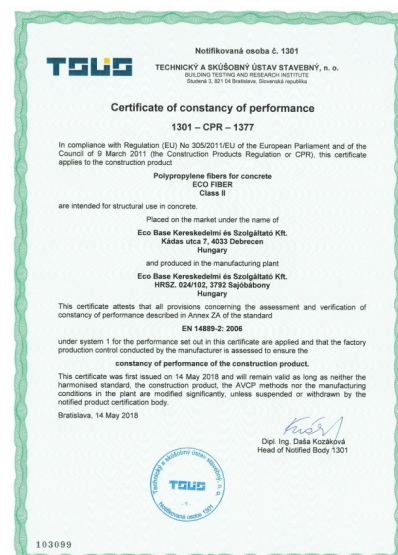 Notifikovaná osoba č. 1301
TSUS
TECHNICKÝ A SKÚŠOBNÝ ÚSTAV STAVEBNÝ, n. o.
BUILDING TESTING AND RESEARCH INSTITUTE
Studená 3, 821 04 Bratislava, Slovenská republika
Certificate of constancy of performance
1301 – CPR – 1377
In compliance with Regulation (EU) No 305/2011/EU of the European Parliament and of the
Council of 9 March 2011 (the Construction Products Regulation or CPR), this certificate
applies to the construction product
Polypropylene fibers for concrete
ECO FIBER
Class II
are intended for structural use in concrete.
Placed on the market under the name of
Eco Base Kereskedelmi és Szolgáltató Kft.
Kádas utca 7, 4033 Debrecen
Hungary
and produced in the manufacturing plant
Eco Base Kereskedelmi és Szolgáltató Kft.
HRSZ. 024/102, 3792 Sajóbábony
Hungary
This certificate attests that all provisions concerning the assessment and verification of
constancy of performance described in Annex ZA of the standard
EN 14889-2: 2006
under system 1 for the performance set out in this certificate are applied and that the factory
production control conducted by the manufacturer is assessed to ensure the
constancy of performance of the construction product.
This certificate was first issued on 14 May 2018 and will remain valid as long as neither the
harmonised standard, the construction product, the AVCP methods nor the manufacturing
conditions in the plant are modified significantly, unless suspended or withdrawn by the
notified product certification body.
Bratislava, 14 May 2018
Dipl. Ing. Daša Kozáková
Head of Notified Body 1301
Technický a skúšobný ústav stavebný, n. o.
TSUS
- 1 -
Notifikovaná osoba 1301
103099